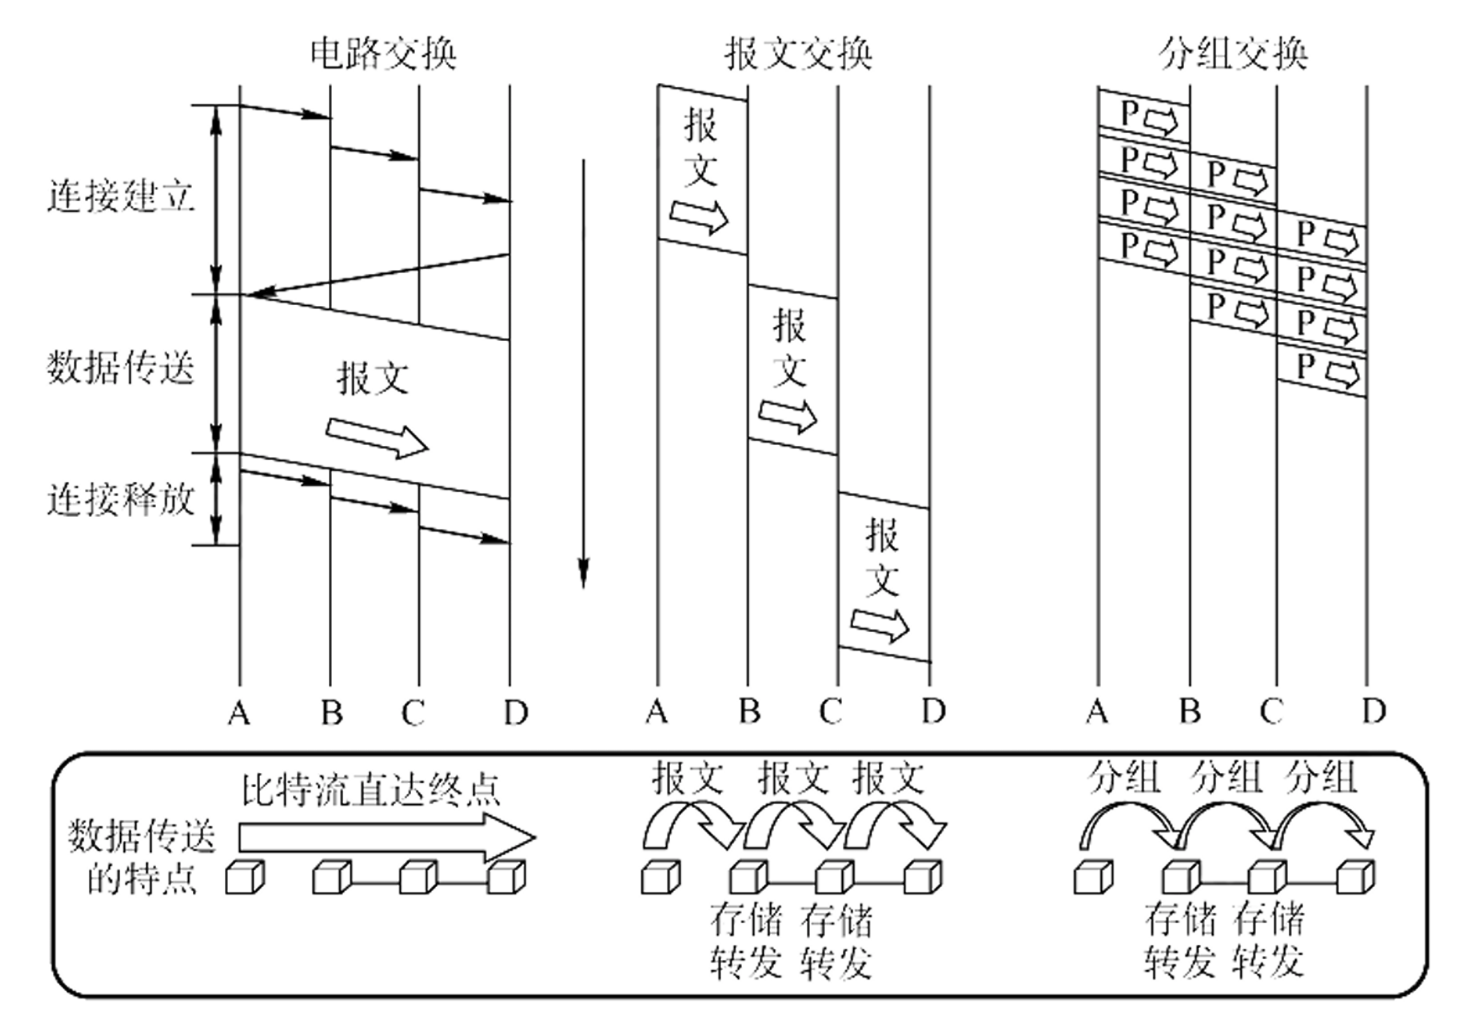 电路交换
报文交换
分组交换
连接建立
数据传送
连接释放
报文
报
文
报
文
报
文
P
P
P
P
P
P
P
P
P
P
P
P
A B C D
A B C D
A B C D
数据传送
的特点
比特流直达终点
报文 报文 报文
存储 存储
转发 转发
分组 分组 分组
存储 存储
转发 转发